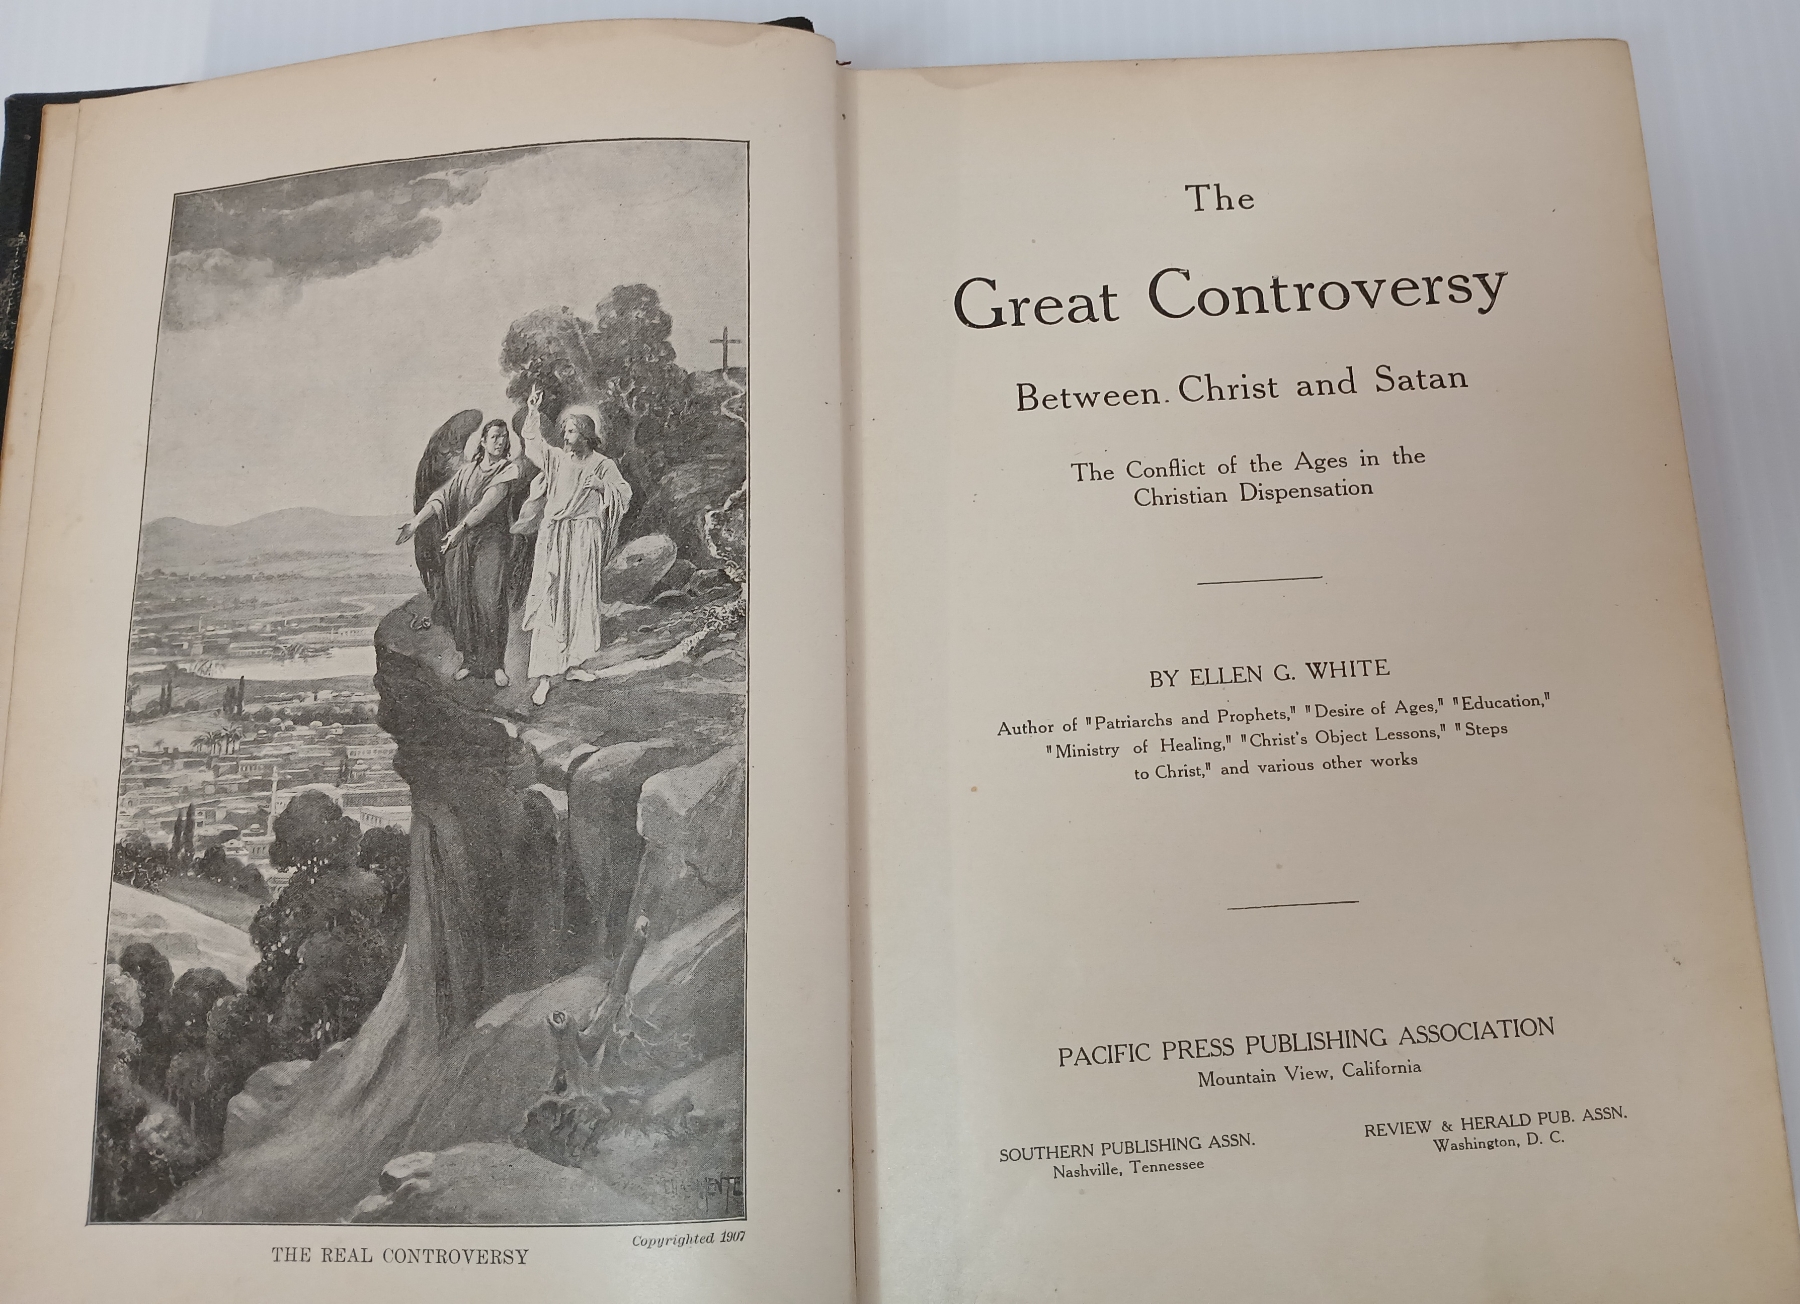 THE REAL CONTROVERSY
Copyrighted 1907
The
Great Controversy
Between. Christ and Satan
The Conflict of the Ages in the
Christian Dispensation
BY ELLEN G. WHITE
Author of "Patriarchs and Prophets," "Desire of Ages," "Education,"
"Ministry of Healing," "Christ's Object Lessons," "Steps
to Christ," and various other works
PACIFIC PRESS PUBLISHING ASSOCIATION
Mountain View, California
SOUTHERN PUBLISHING ASSN.
Nashville, Tennessee
REVIEW & HERALD PUB. ASSN.
Washington, D. C.